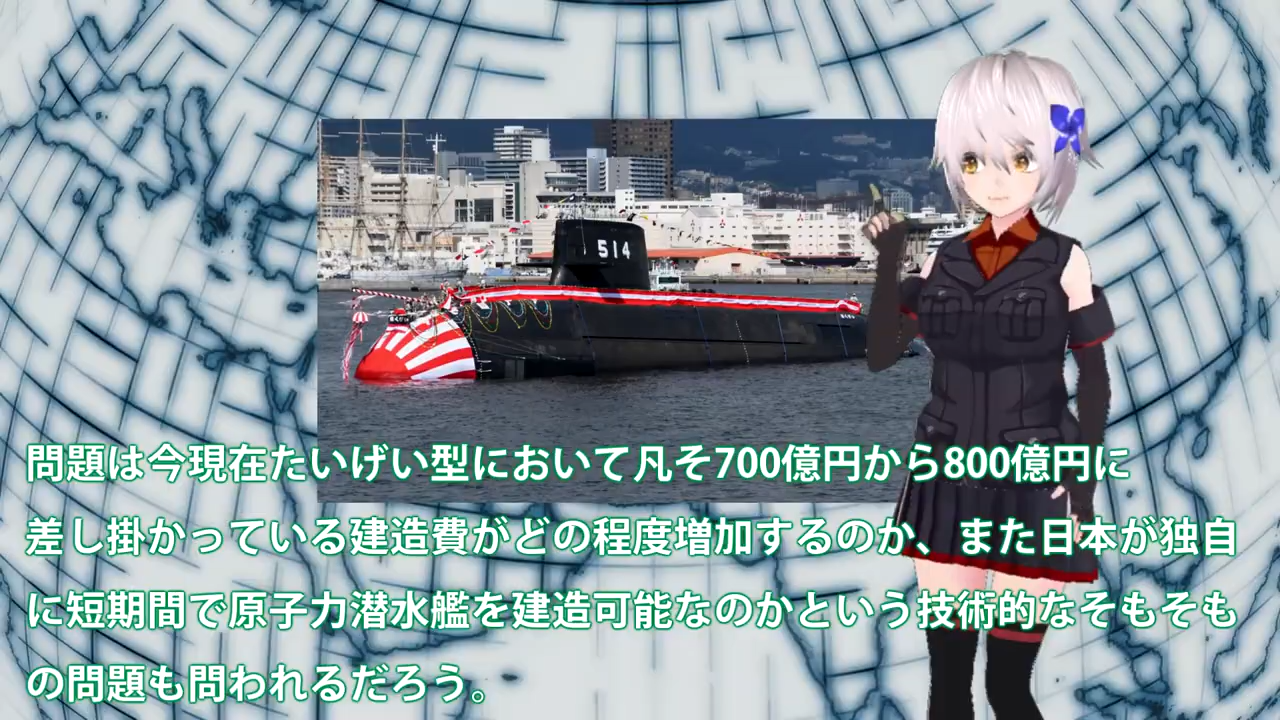 514
問題は今現在たいげい型において凡そ700億円から800億円に
差し掛かっている建造費がどの程度増加するのか、また日本が独自
に短期間で原子力潜水艦を建造可能なのかという技術的なそもそも
の問題も問われるだろう。